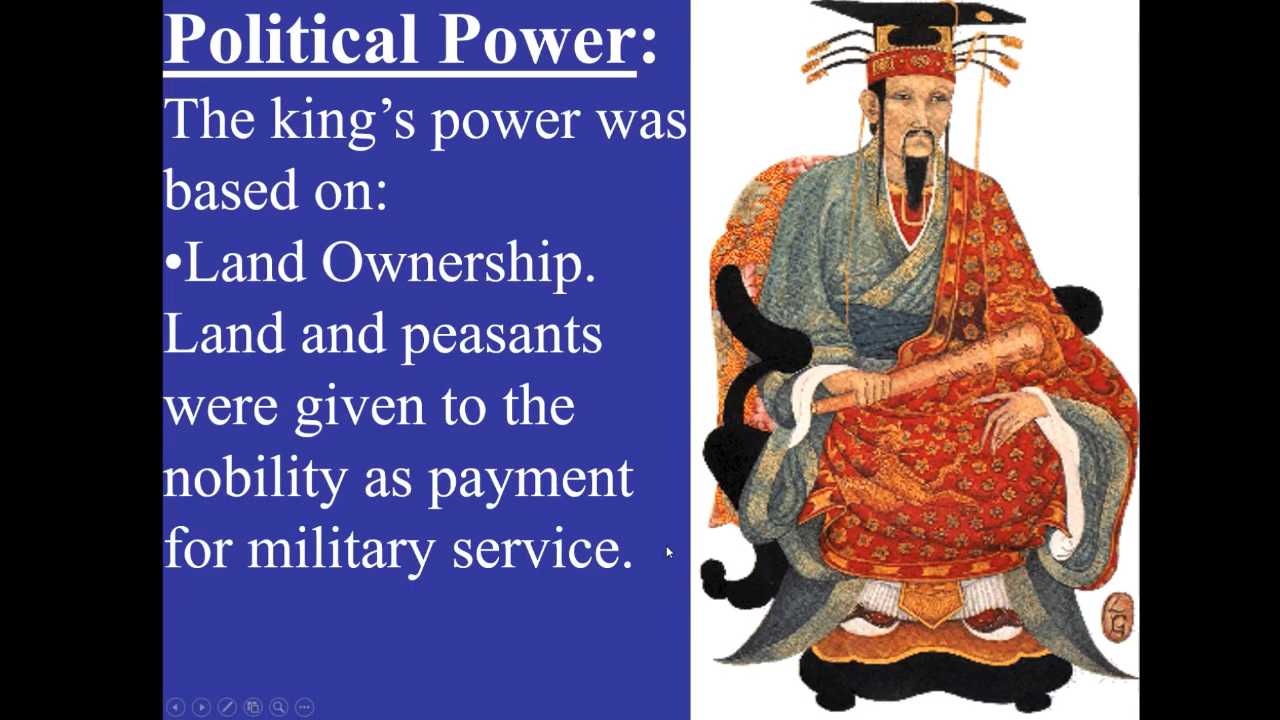 Political Power:
The king’s power was
based on:
•Land Ownership.
Land and peasants
were given to the
nobility as payment
for military service.